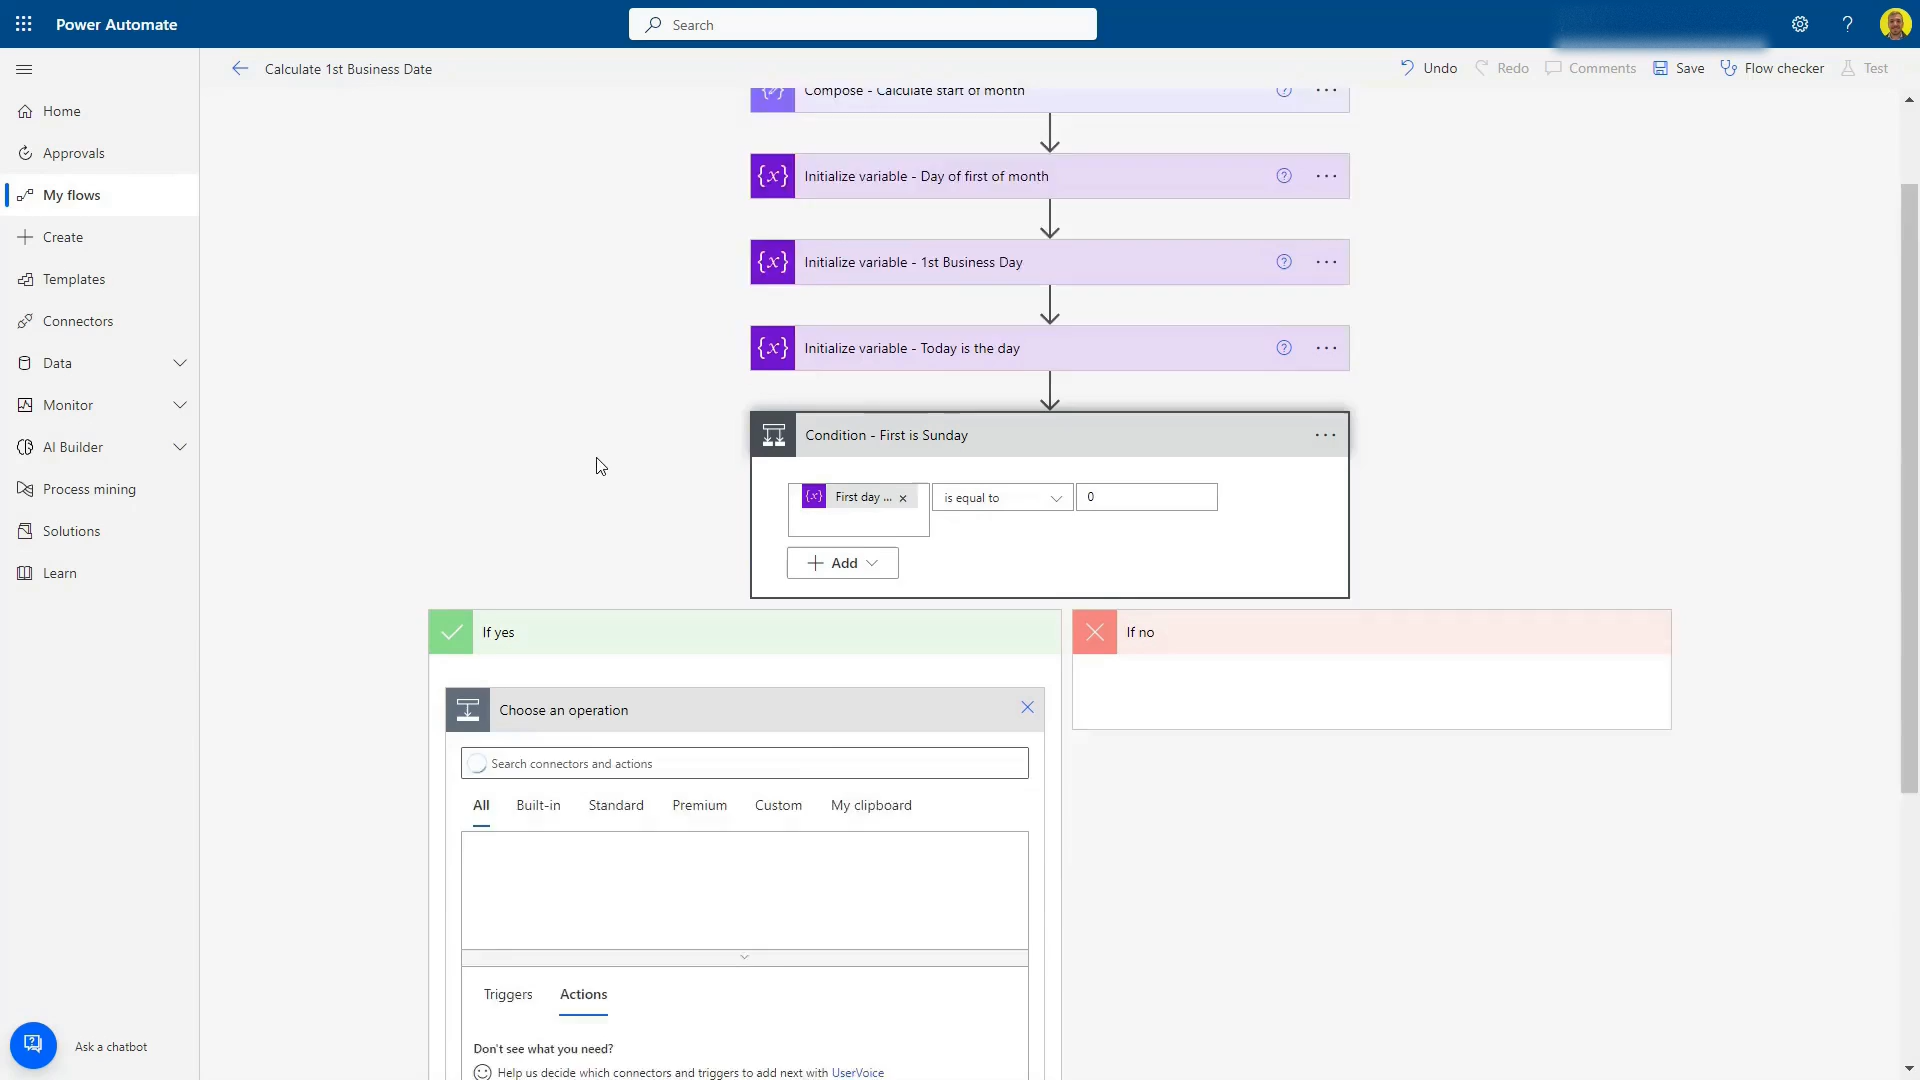 Power Automate
Search
Calculate 1st Business Date
Undo
Redo
Comments
Save
Flow checker
Test
Home
Approvals
My flows
Create
Templates
Connectors
Data
Monitor
AI Builder
Process mining
Solutions
Learn
Ask a chatbot
Compose - Calculate start of month
{x} Initialize variable - Day of first of month
{x} Initialize variable - 1st Business Day
{x} Initialize variable - Today is the day
Condition - First is Sunday
{x} First day ... × is equal to 0
+ Add
If yes
If no
Choose an operation
Search connectors and actions
All Built-in Standard Premium Custom My clipboard
Triggers Actions
Don't see what you need?
Help us decide which connectors and triggers to add next with UserVoice